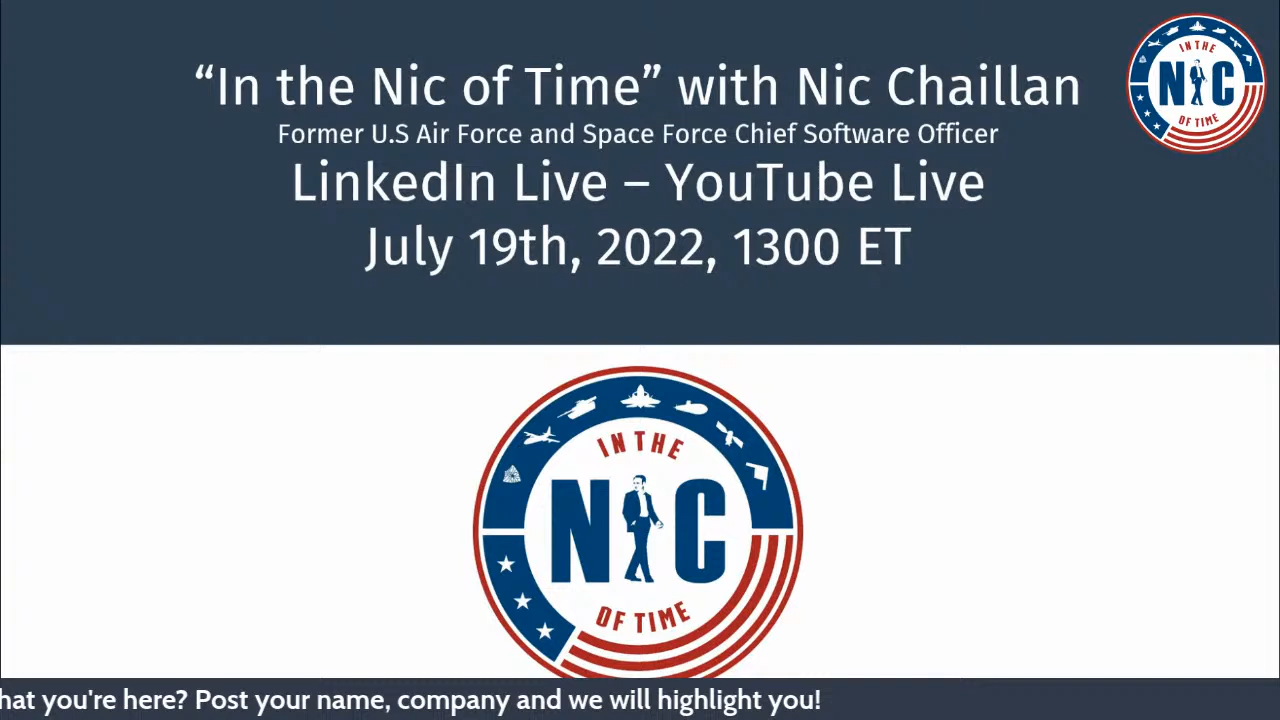 “In the Nic of Time” with Nic Chaillan
Former U.S Air Force and Space Force Chief Software Officer
LinkedIn Live – YouTube Live
July 19th, 2022, 1300 ET
IN THE
NIC
OF TIME
IN THE
NIC
OF TIME
hat you're here? Post your name, company and we will highlight you!